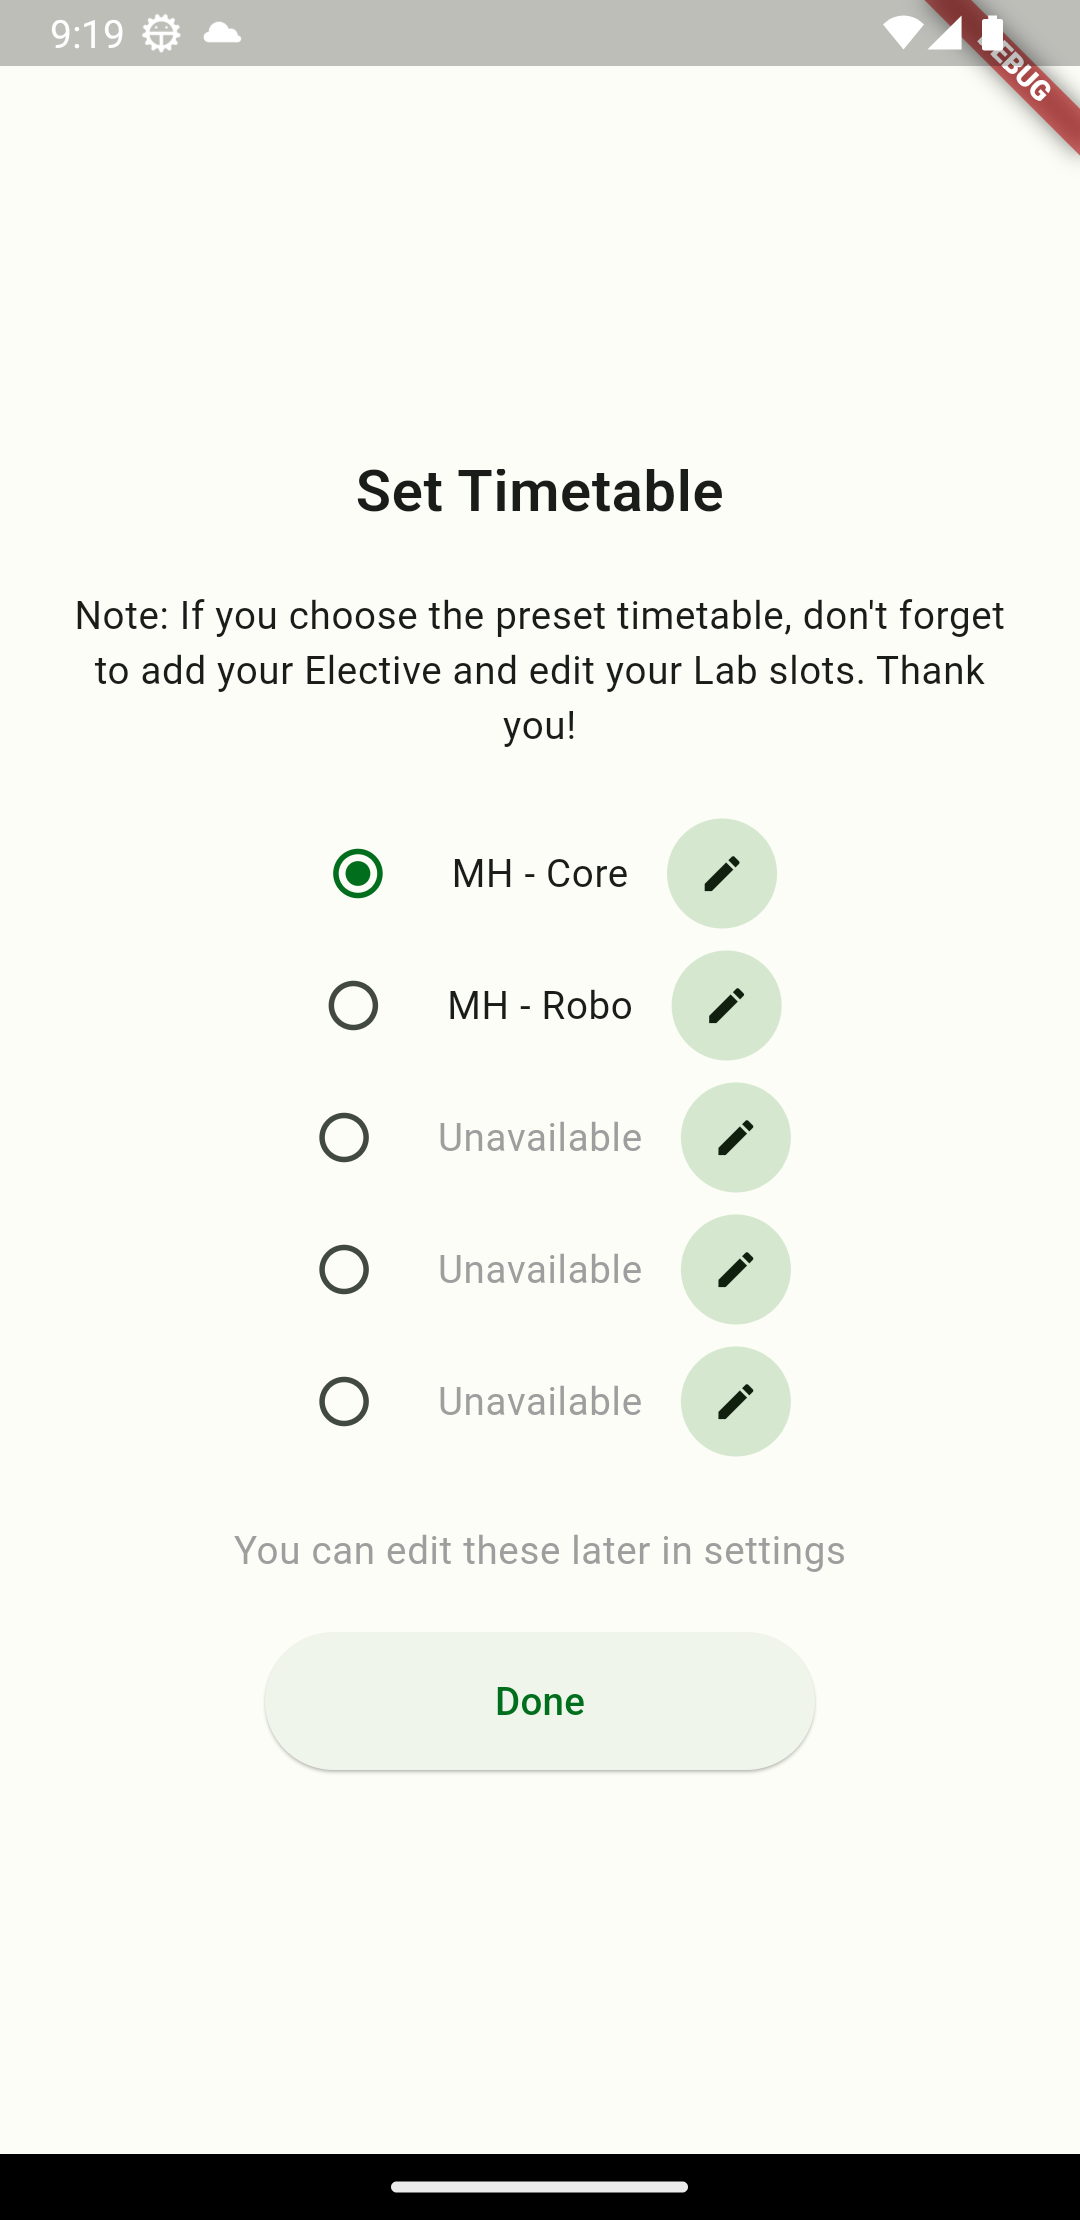 9:19
DEBUG
Set Timetable
Note: If you choose the preset timetable, don't forget
to add your Elective and edit your Lab slots. Thank
you!
MH - Core
MH - Robo
Unavailable
Unavailable
Unavailable
You can edit these later in settings
Done